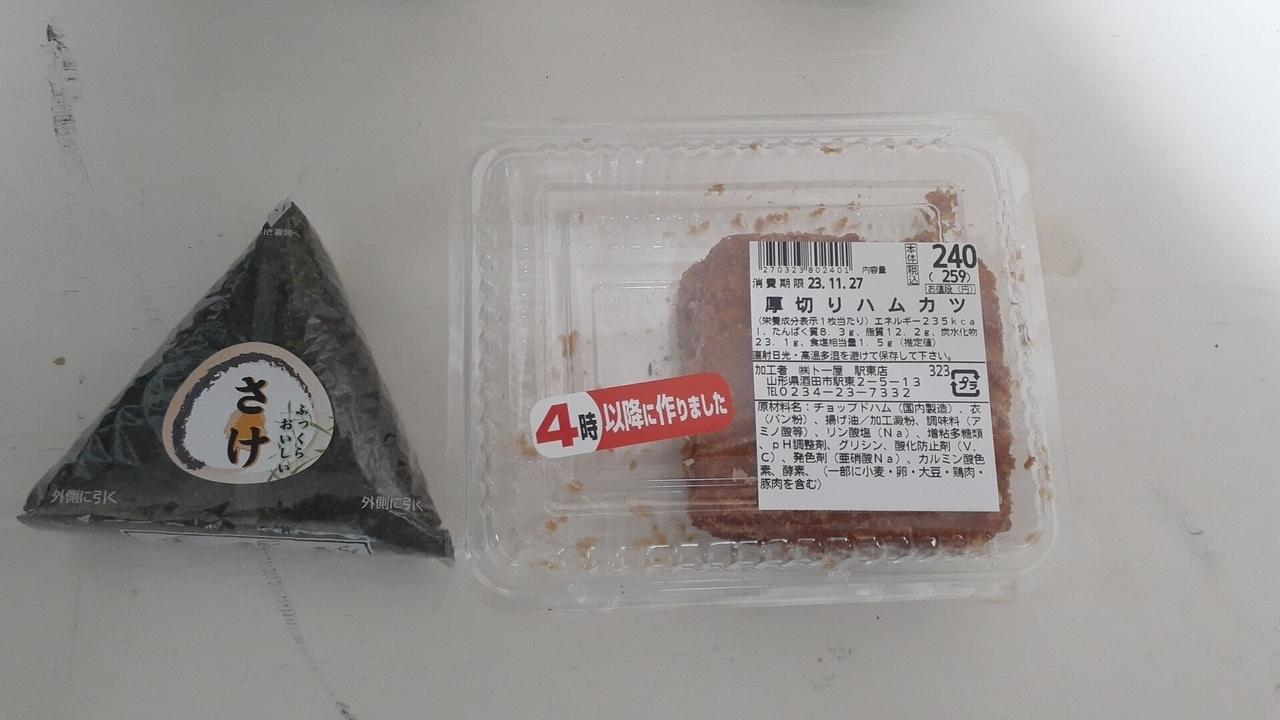 さけ
ふっくら
おいしい
外側に引く
外側に引く
4時以降に作りました
270323802401
内容量
本体 240
税込 (259)
お値段(円)
消費期限 23.11.27
厚切りハムカツ
(栄養成分表示1枚当たり)エネルギー235kca
l、たんぱく質8.3g、脂質12.2g、炭水化物
23.1g、食塩相当量1.5g(推定値)
直射日光・高温多湿を避けて保存して下さい。
加工者 ㈱ト一屋 駅東店 323
山形県酒田市駅東2-5-13
TEL0234-23-7332
プラ
原材料名:チョップドハム(国内製造)、衣
(パン粉)、揚げ油/加工澱粉、調味料(ア
ミノ酸等)、リン酸塩(Na)、増粘多糖類
、pH調整剤、グリシン、酸化防止剤(V.
C)、発色剤(亜硝酸Na)、カルミン酸色
素、酵素、(一部に小麦・卵・大豆・鶏肉・
豚肉を含む)